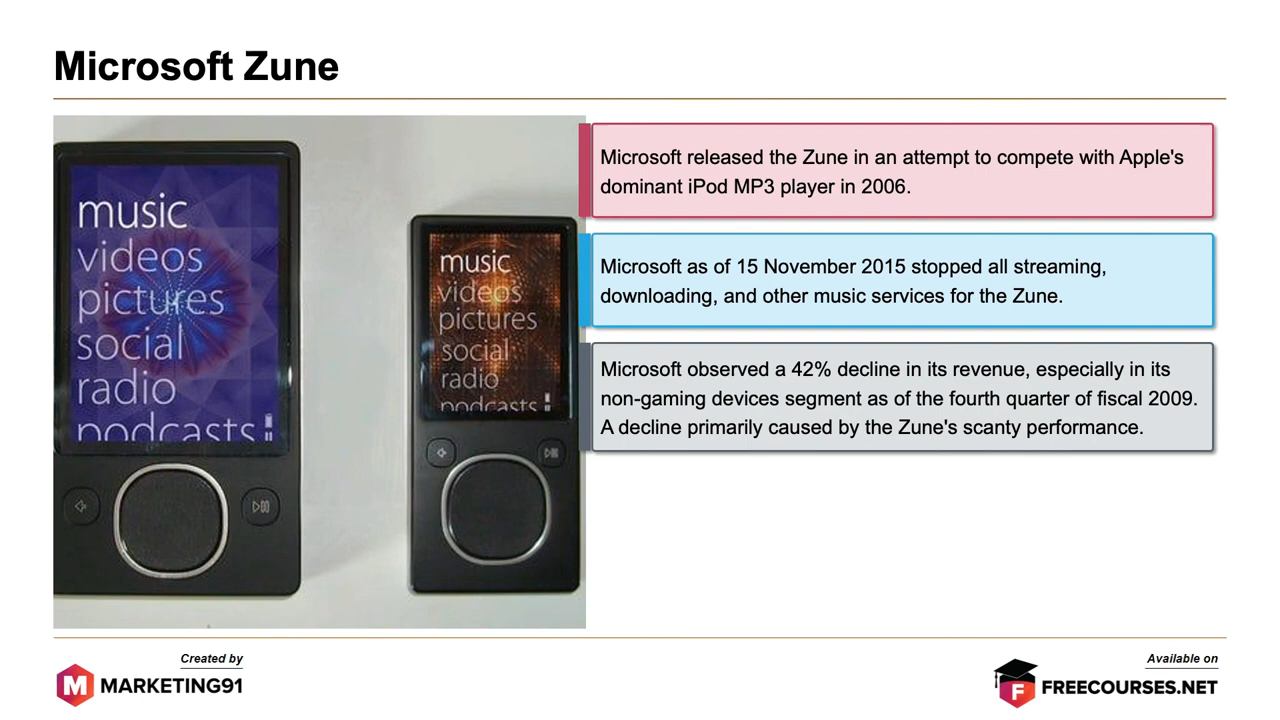 Microsoft Zune
music
videos
pictures
social
radio
podcasts
music
videos
pictures
social
radio
podcasts
Microsoft released the Zune in an attempt to compete with Apple's
dominant iPod MP3 player in 2006.
Microsoft as of 15 November 2015 stopped all streaming,
downloading, and other music services for the Zune.
Microsoft observed a 42% decline in its revenue, especially in its
non-gaming devices segment as of the fourth quarter of fiscal 2009.
A decline primarily caused by the Zune's scanty performance.
Created by
M MARKETING91
Available on
F FREECOURSES.NET